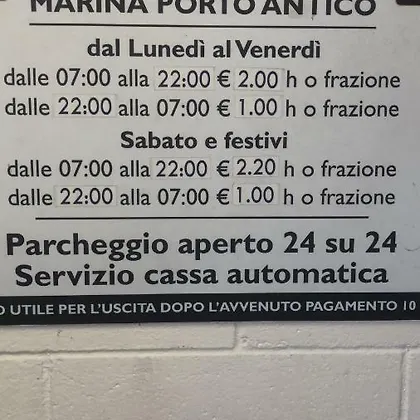 MARINA PORTO ANTICO
dal Lunedì al Venerdì
dalle 07:00 alla 22:00 € 2.00 h o frazione
dalle 22:00 alla 07:00 € 1.00 h o frazione
Sabato e festivi
dalle 07:00 alla 22:00 € 2.20 h o frazione
dalle 22:00 alla 07:00 € 1.00 h o frazione
Parcheggio aperto 24 su 24
Servizio cassa automatica
O UTILE PER L'USCITA DOPO L'AVVENUTO PAGAMENTO 10